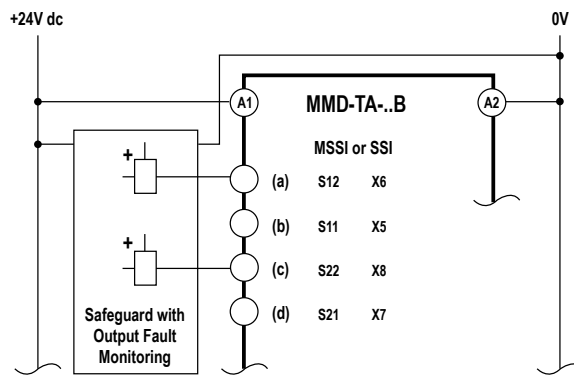 +24V dc 0V
A1 MMD-TA-..B A2
MSSI or SSI
+
(a) S12 X6
(b) S11 X5
+
(c) S22 X8
(d) S21 X7
Safeguard with
Output Fault
Monitoring